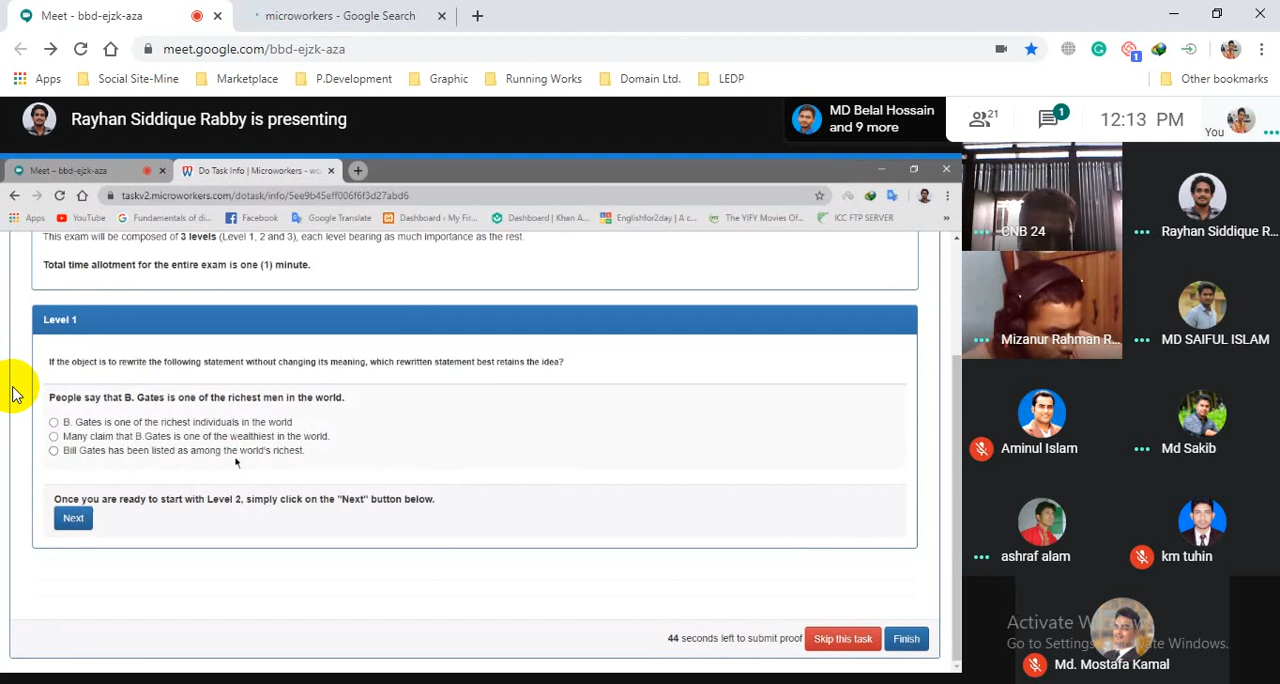 Meet - bbd-ejzk-aza
microworkers - Google Search
meet.google.com/bbd-ejzk-aza
1
Apps
Social Site-Mine
Marketplace
P.Development
Graphic
Running Works
Domain Ltd.
LEDP
Other bookmarks
Rayhan Siddique Rabby is presenting
MD Belal Hossain
and 9 more
21
1
12:13 PM
You
Meet – bbd-ejzk-aza
Do Task Info | Microworkers - wo
taskv2.microworkers.com/dotask/info/5ee9b45eff006f6f3d27abd6
Apps
YouTube
Fundamentals of di...
Facebook
Google Translate
Dashboard ‹ My Fir...
Dashboard | Khan A...
Englishfor2day | A c...
The YIFY Movies Of...
ICC FTP SERVER
»
This exam will be composed of 3 levels (Level 1, 2 and 3), each level bearing as much importance as the rest.
Total time allotment for the entire exam is one (1) minute.
Level 1
If the object is to rewrite the following statement without changing its meaning, which rewritten statement best retains the idea?
People say that B. Gates is one of the richest men in the world.
B. Gates is one of the richest individuals in the world
Many claim that B.Gates is one of the wealthiest in the world.
Bill Gates has been listed as among the world's richest.
Once you are ready to start with Level 2, simply click on the "Next" button below.
Next
44 seconds left to submit proof
Skip this task
Finish
CNB 24
Rayhan Siddique R...
Mizanur Rahman R...
MD SAIFUL ISLAM
Aminul Islam
Md Sakib
ashraf alam
km tuhin
Md. Mostafa Kamal